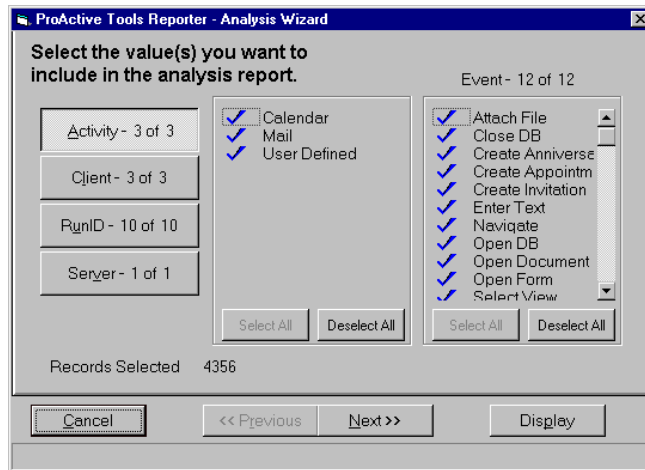 ProActive Tools Reporter - Analysis Wizard
Select the value(s) you want to
include in the analysis report.
Event - 12 of 12
Activity - 3 of 3
Client - 3 of 3
RunID - 10 of 10
Server - 1 of 1
Calendar
Mail
User Defined
Select All
Deselect All
Attach File
Close DB
Create Anniversa
Create Appointm
Create Invitation
Enter Text
Navigate
Open DB
Open Document
Open Form
Select View
Select All
Deselect All
Records Selected 4356
Cancel
<< Previous
Next >>
Display